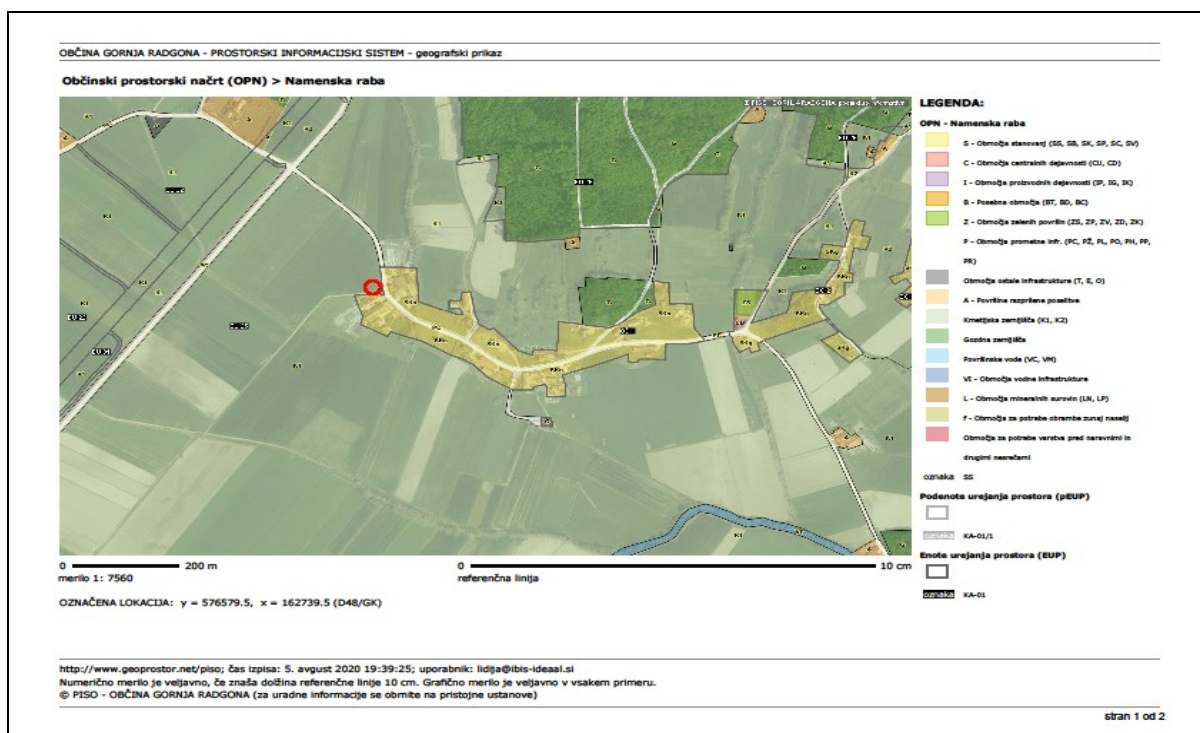 OBČINA GORNJA RADGONA - PROSTORSKI INFORMACIJSKI SISTEM - geografski prikaz
Občinski prostorski načrt (OPN) > Namenska raba
LEGENDA:
OPN - Namenska raba
S - Območja stanovanj (SS, SB, SK, SP, SC, SV)
C - Območja centralnih dejavnosti (CU, CD)
I - Območja proizvodnih dejavnosti (IP, IG, IK)
B - Posebna območja (BT, BD, BC)
Z - Območja zelenih površin (ZS, ZP, ZV, ZD, ZK)
P - Območja prometne infr. (PC, PŽ, PL, PO, PH, PP,
PR)
Območja ostale infrastrukture (T, E, O)
A - Površine razpršene poselitve
Kmetijska zemljišča (K1, K2)
Gozdna zemljišča
Površinske vode (VC, VM)
VI - Območja vodne infrastrukture
L - Območja mineralnih surovin (LN, LP)
f - Območja za potrebe obrambe zunaj naselij
Območja za potrebe varstva pred naravnimi in
drugimi nesrečami
oznaka SS
Podenote urejanja prostora (pEUP)
oznaka KA-01/1
Enote urejanja prostora (EUP)
oznaka KA-01
0 200 m
merilo 1: 7560
0 10 cm
referenčna linija
OZNAČENA LOKACIJA: y = 576579.5, x = 162739.5 (D48/GK)
http://www.geoprostor.net/piso; čas izpisa: 5. avgust 2020 19:39:25; uporabnik: lidija@ibis-ideaal.si
Numerično merilo je veljavno, če znaša dolžina referenčne linije 10 cm. Grafično merilo je veljavno v vsakem primeru.
© PISO - OBČINA GORNJA RADGONA (za uradne informacije se obrnite na pristojne ustanove)
stran 1 od 2